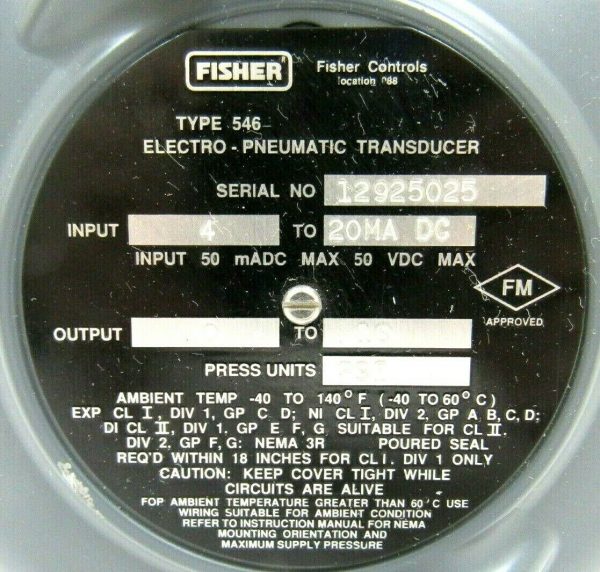 FISHER
Fisher Controls
location 988
TYPE 546
ELECTRO - PNEUMATIC TRANSDUCER
SERIAL NO 12925025
INPUT 4 TO 20MA DC
INPUT 50 mADC MAX 50 VDC MAX
FM
APPROVED
OUTPUT TO
PRESS UNITS
AMBIENT TEMP -40 TO 140°F (-40 TO 60°C)
EXP CL I, DIV 1, GP C D; NI CL I, DIV 2, GP A B, C, D;
DI CL II, DIV 1. GP E F, G SUITABLE FOR CL II.
DIV 2, GP F, G: NEMA 3R POURED SEAL
REQ'D WITHIN 18 INCHES FOR CL I. DIV 1 ONLY
CAUTION: KEEP COVER TIGHT WHILE
CIRCUITS ARE ALIVE
FOR AMBIENT TEMPERATURE GREATER THAN 60°C USE
WIRING SUITABLE FOR AMBIENT CONDITION
REFER TO INSTRUCTION MANUAL FOR NEMA
MOUNTING ORIENTATION AND
MAXIMUM SUPPLY PRESSURE